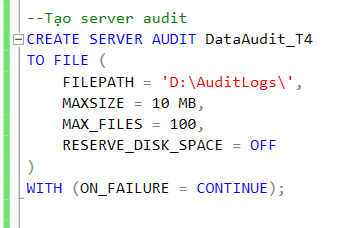 --Tạo server audit
CREATE SERVER AUDIT DataAudit_T4
TO FILE (
    FILEPATH = 'D:\AuditLogs\',
    MAXSIZE = 10 MB,
    MAX_FILES = 100,
    RESERVE_DISK_SPACE = OFF
)
WITH (ON_FAILURE = CONTINUE);